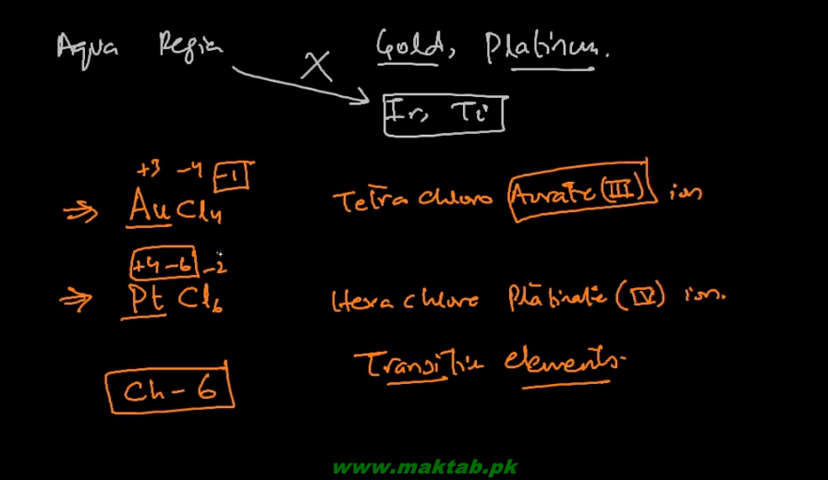 Aqua Regia X Gold, Platinum.
Ir, Ti
+3 -4 -1
⇒ AuCl4 Tetra chloro Aurate (III) ion
+4 -6 -2
⇒ PtCl6 Hexa chloro Platinate (IV) ion.
Transition elements.
Ch-6
www.maktab.pk